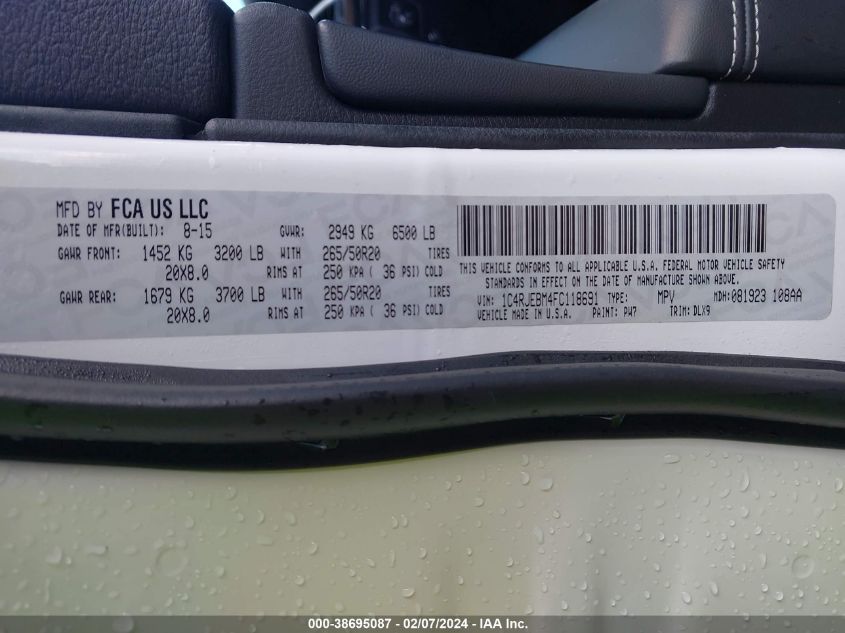 MFD BY FCA US LLC
DATE OF MFR(BUILT): 8-15 GVWR: 2949 KG 6500 LB
GAWR FRONT: 1452 KG 3200 LB WITH 265/50R20 TIRES
20X8.0 RIMS AT 250 KPA ( 36 PSI) COLD
GAWR REAR: 1679 KG 3700 LB WITH 265/50R20 TIRES
20X8.0 RIMS AT 250 KPA ( 36 PSI) COLD
THIS VEHICLE CONFORMS TO ALL APPLICABLE U.S.A. FEDERAL MOTOR VEHICLE SAFETY
STANDARDS IN EFFECT ON THE DATE OF MANUFACTURE SHOWN ABOVE.
VIN: 1C4RJEBM4FC118691 TYPE: MPV MDH: 081923 108AA
VEHICLE MADE IN U.S.A. PAINT: PW7 TRIM: DLX9
000-38695087 - 02/07/2024 - IAA Inc.